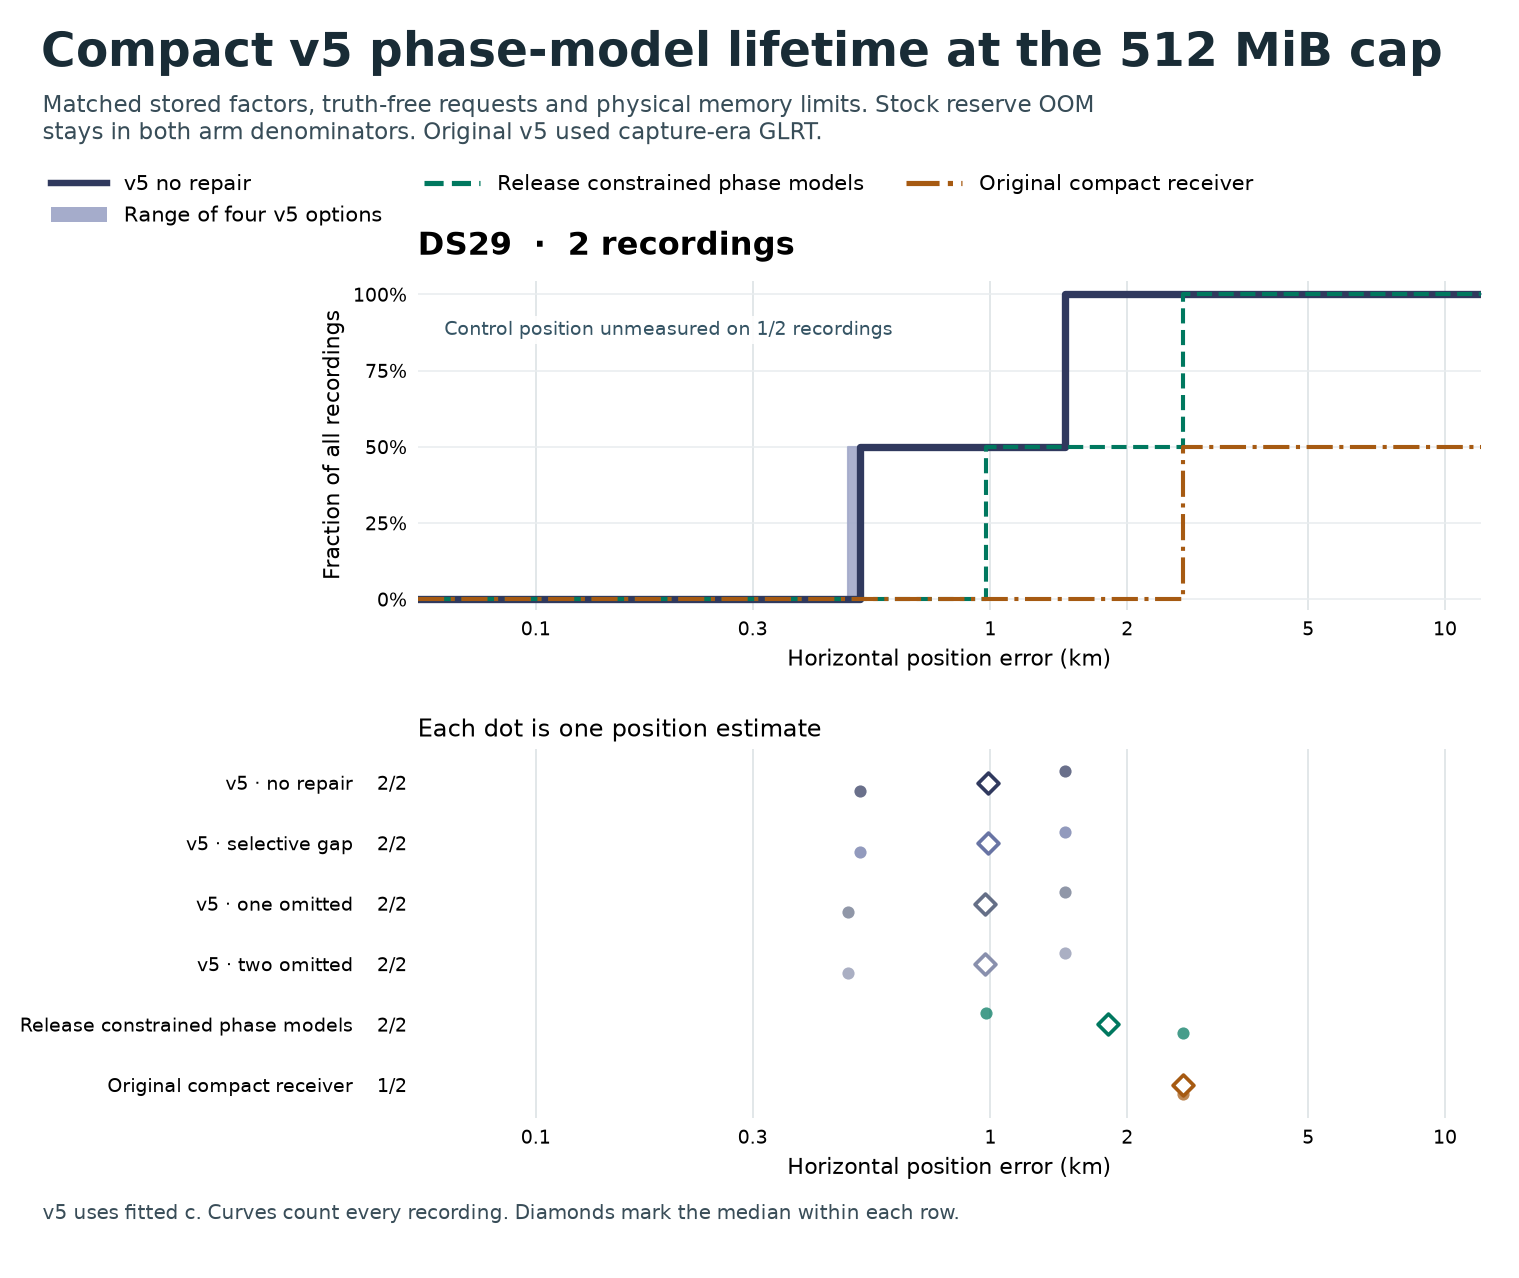 Compact v5 phase-model lifetime at the 512 MiB cap
Matched stored factors, truth-free requests and physical memory limits. Stock reserve OOM
stays in both arm denominators. Original v5 used capture-era GLRT.
v5 no repair
Release constrained phase models
Original compact receiver
Range of four v5 options
DS29 · 2 recordings
Fraction of all recordings
100%
75%
50%
25%
0%
Control position unmeasured on 1/2 recordings
0.1 0.3 1 2 5 10
Horizontal position error (km)
Each dot is one position estimate
v5 · no repair 2/2
v5 · selective gap 2/2
v5 · one omitted 2/2
v5 · two omitted 2/2
Release constrained phase models 2/2
Original compact receiver 1/2
0.1 0.3 1 2 5 10
Horizontal position error (km)
v5 uses fitted c. Curves count every recording. Diamonds mark the median within each row.